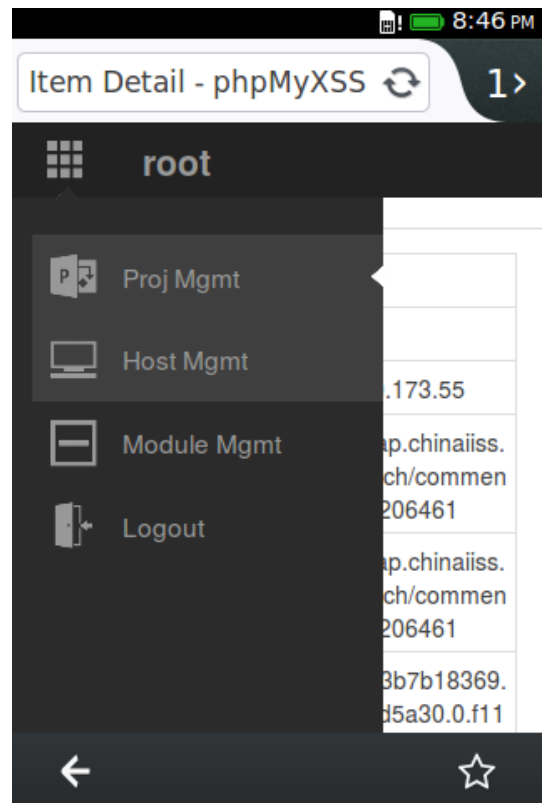 8:46 PM
Item Detail - phpMyXSS
1
root
Proj Mgmt
Host Mgmt
.173.55
Module Mgmt
ap.chinaiiss.
ch/commen
206461
Logout
ap.chinaiiss.
ch/commen
206461
3b7b18369.
d5a30.0.f11